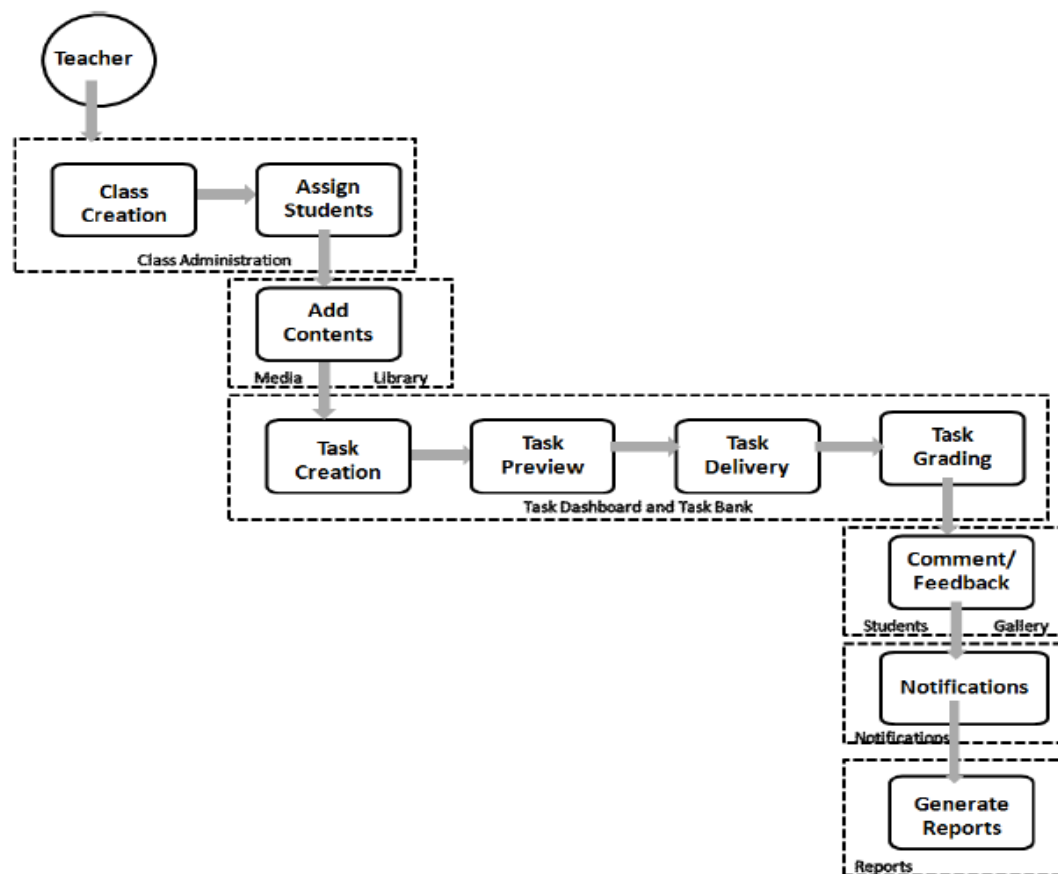 Teacher
Class
Creation
Assign
Students
Class Administration
Add
Contents
Media Library
Task
Creation
Task
Preview
Task
Delivery
Task
Grading
Task Dashboard and Task Bank
Comment/
Feedback
Students Gallery
Notifications
Notifications
Generate
Reports
Reports